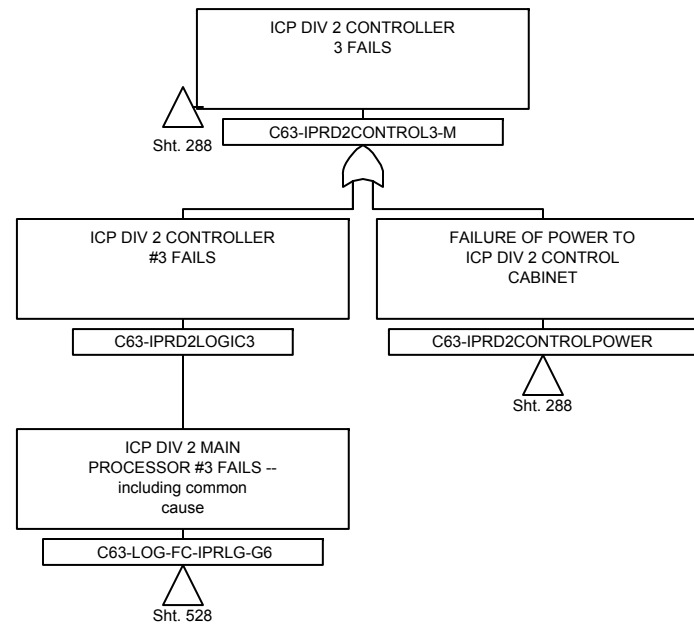 ICP DIV 2 CONTROLLER
3 FAILS
Sht. 288
C63-IPRD2CONTROL3-M
ICP DIV 2 CONTROLLER
#3 FAILS
C63-IPRD2LOGIC3
FAILURE OF POWER TO
ICP DIV 2 CONTROL
CABINET
C63-IPRD2CONTROLPOWER
Sht. 288
ICP DIV 2 MAIN
PROCESSOR #3 FAILS --
including common
cause
C63-LOG-FC-IPRLG-G6
Sht. 528